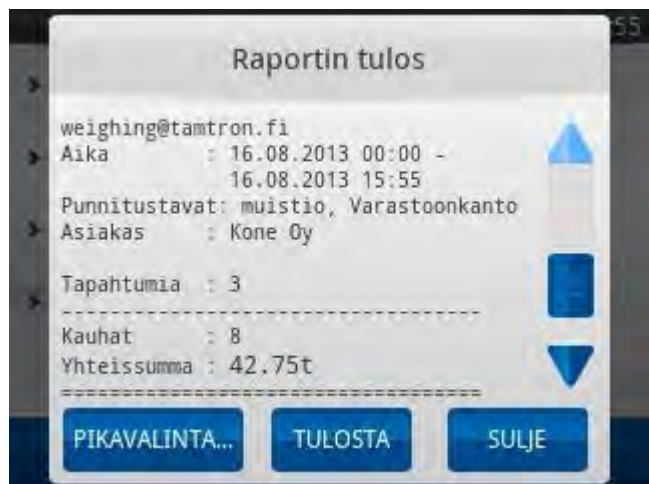 55
Raportin tulos
weighing@tamtron.fi
Aika : 16.08.2013 00:00 -
16.08.2013 15:55
Punnitustavat: muistio, Varastoonkanto
Asiakas : Kone Oy
Tapahtumia : 3
-----------------------------------
Kauhat : 8
Yhteissumma : 42.75t
===================================
PIKAVALINTA... TULOSTA SULJE